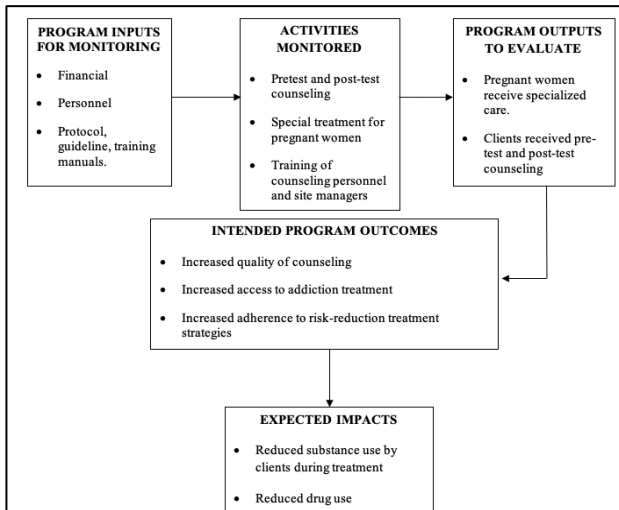 PROGRAM INPUTS
FOR MONITORING
• Financial
• Personnel
• Protocol,
guideline, training
manuals.
ACTIVITIES
MONITORED
• Pretest and post-test
counseling
• Special treatment for
pregnant women
• Training of
counseling personnel
and site managers
PROGRAM OUTPUTS
TO EVALUATE
• Pregnant women
receive specialized
care.
• Clients received pre-
test and post-test
counseling
INTENDED PROGRAM OUTCOMES
• Increased quality of counseling
• Increased access to addiction treatment
• Increased adherence to risk-reduction treatment
strategies
EXPECTED IMPACTS
• Reduced substance use by
clients during treatment
• Reduced drug use